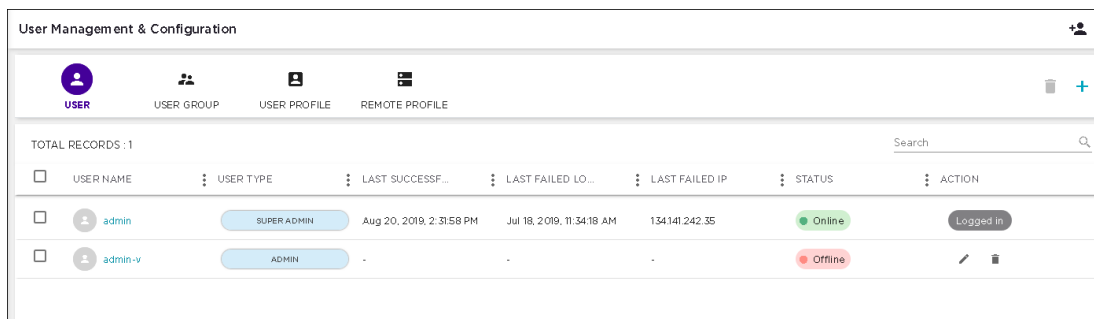 User Management & Configuration
USER USER GROUP USER PROFILE REMOTE PROFILE
TOTAL RECORDS : 1 Search
USER NAME USER TYPE LAST SUCCESSF... LAST FAILED LO... LAST FAILED IP STATUS ACTION
admin SUPER ADMIN Aug 20, 2019, 2:31:58 PM Jul 18, 2019, 11:34:18 AM 134.141.242.35 Online Logged in
admin-v ADMIN - - - Offline